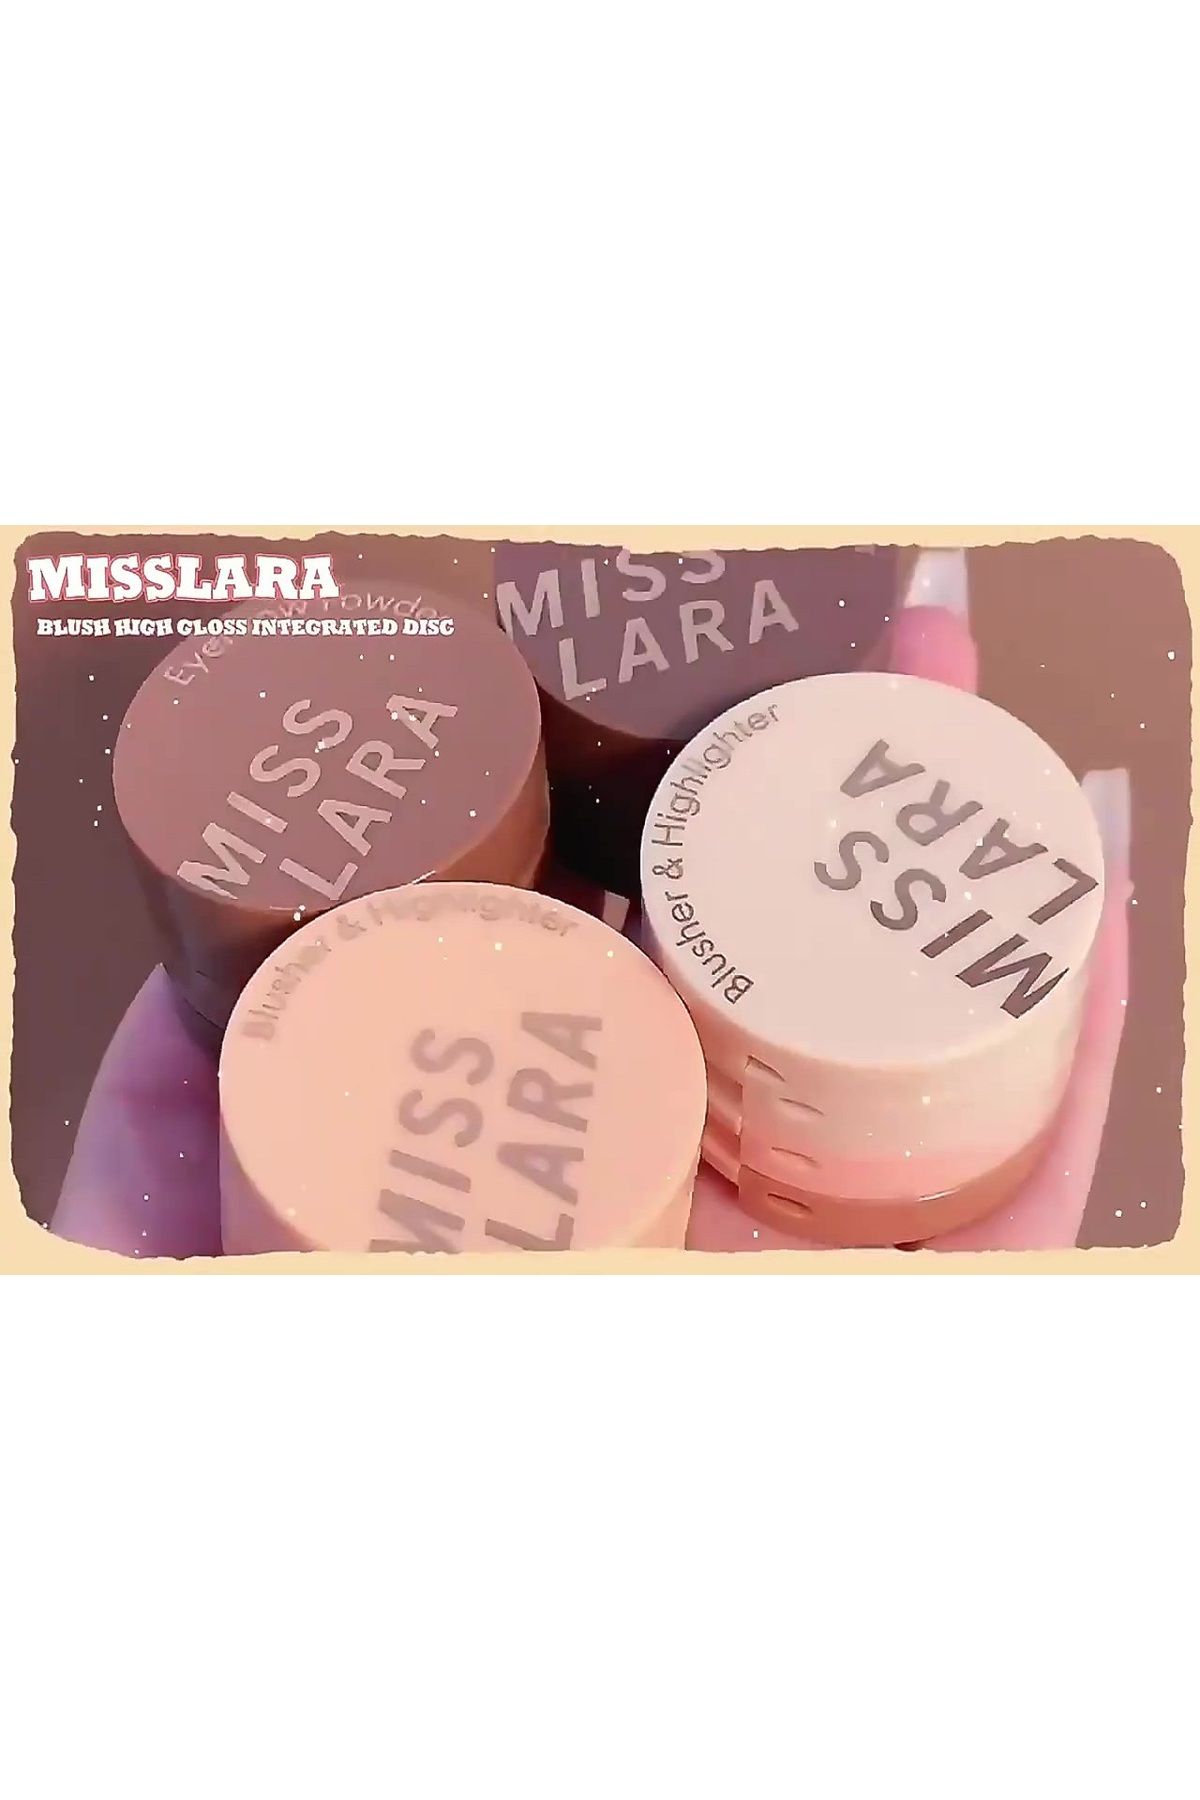 MISSLARA
BLUSH HIGH GLOSS INTEGRATED DISC
Eyebrow Powder
MISS
LARA
MISS
LARA
Blusher & Highlighter
MISS
LARA
Blusher & Highlighter
MISS
LARA